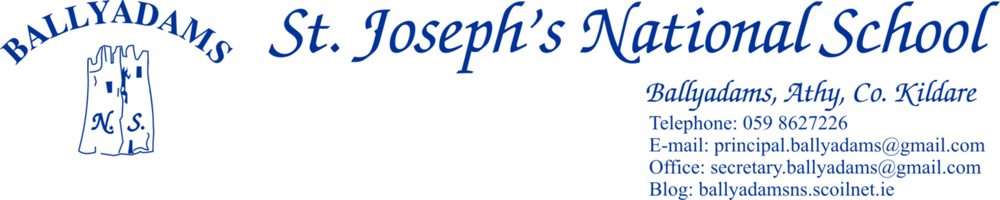 BALLYADAMS
N. S.
St. Joseph's National School
Ballyadams, Athy, Co. Kildare
Telephone: 059 8627226
E-mail: principal.ballyadams@gmail.com
Office: secretary.ballyadams@gmail.com
Blog: ballyadamsns.scoilnet.ie